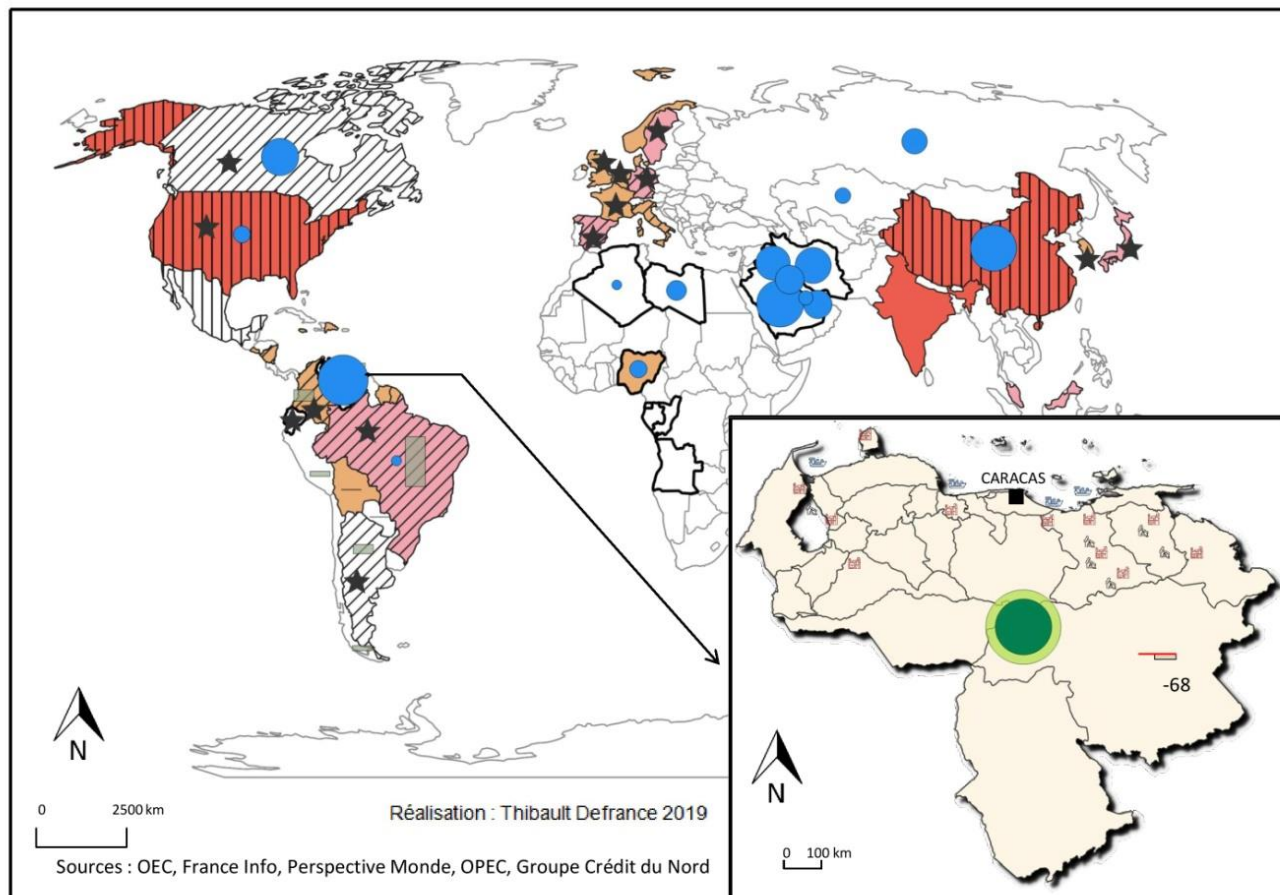 CARACAS
-68
N
N
0 2500 km
Réalisation : Thibault Defrance 2019
0 100 km
Sources : OEC, France Info, Perspective Monde, OPEC, Groupe Crédit du Nord